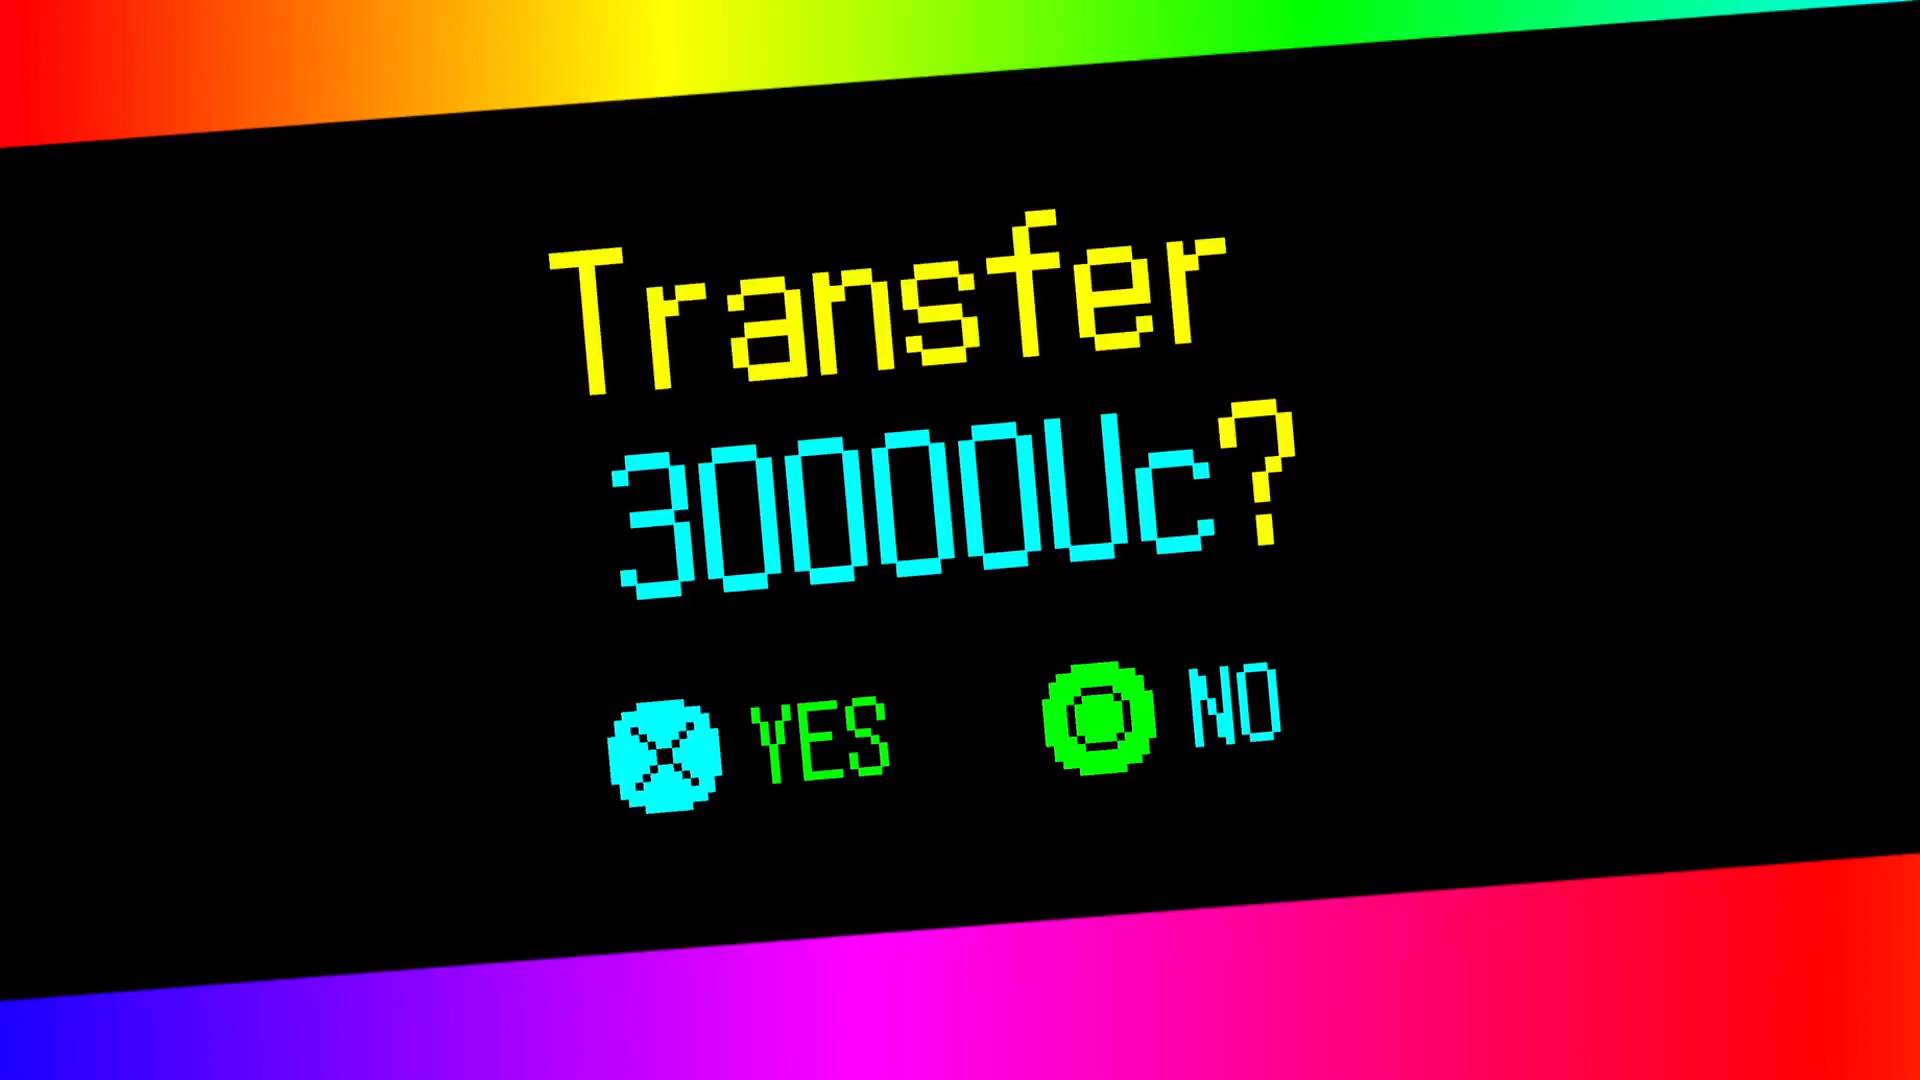 Transfer
30000Uc?
YES NO